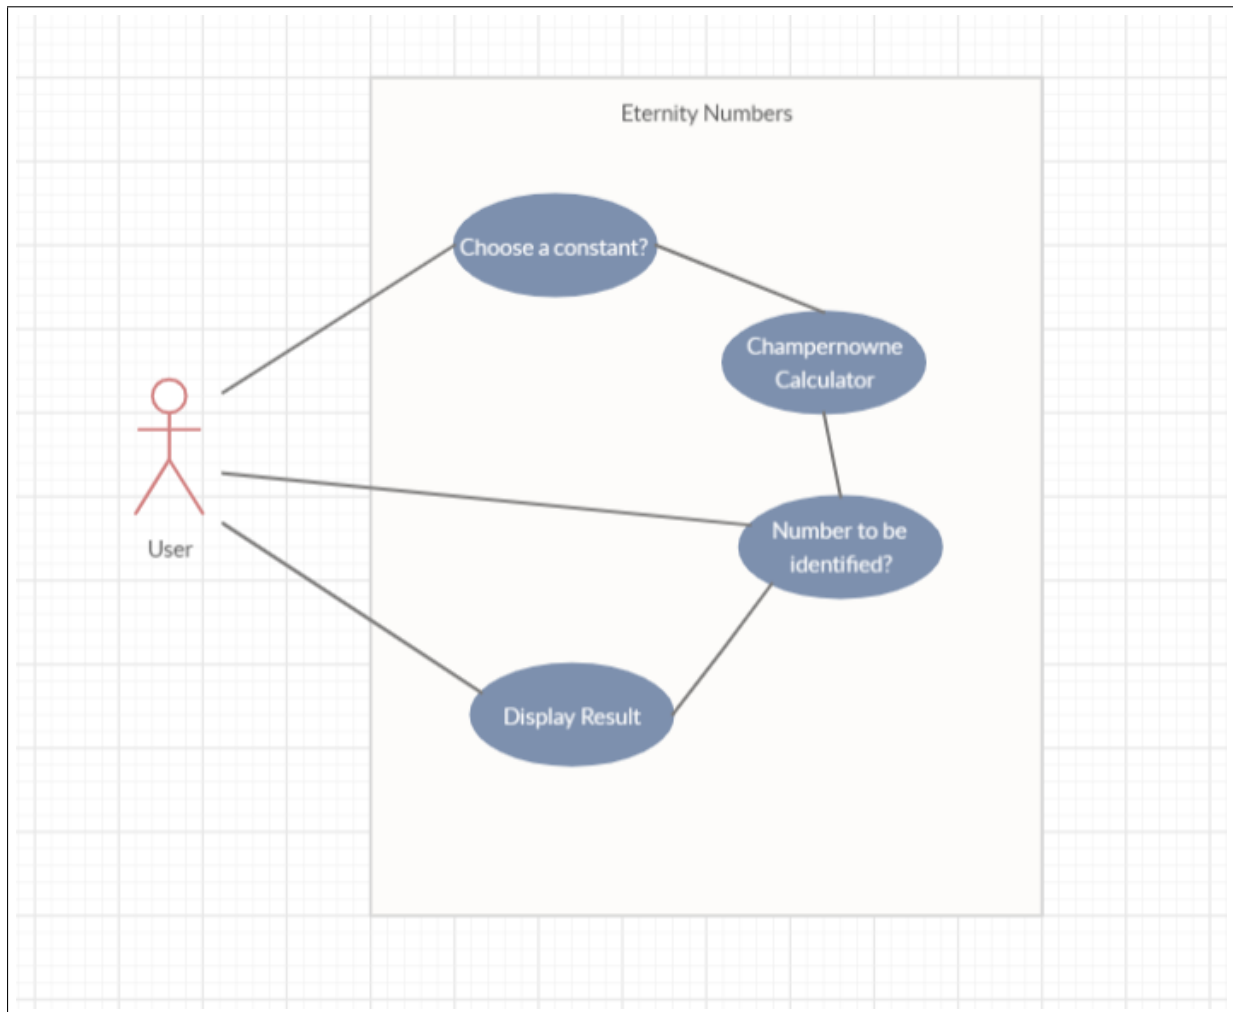 Eternity Numbers
Choose a constant?
Champernowne
Calculator
Number to be
identified?
User
Display Result